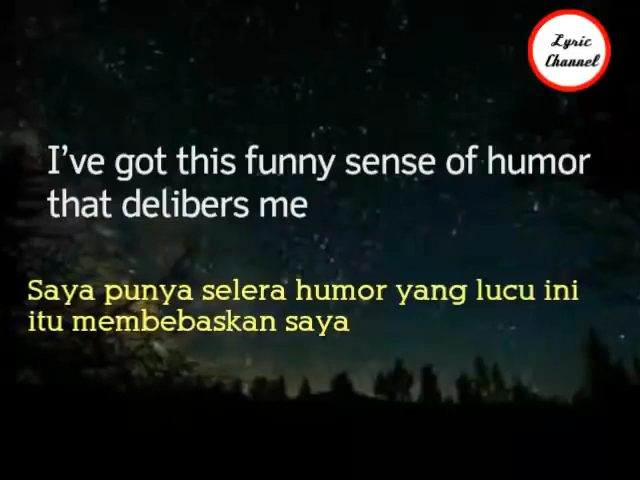 Lyric
Channel
I've got this funny sense of humor
that delibers me
Saya punya selera humor yang lucu ini
itu membebaskan saya